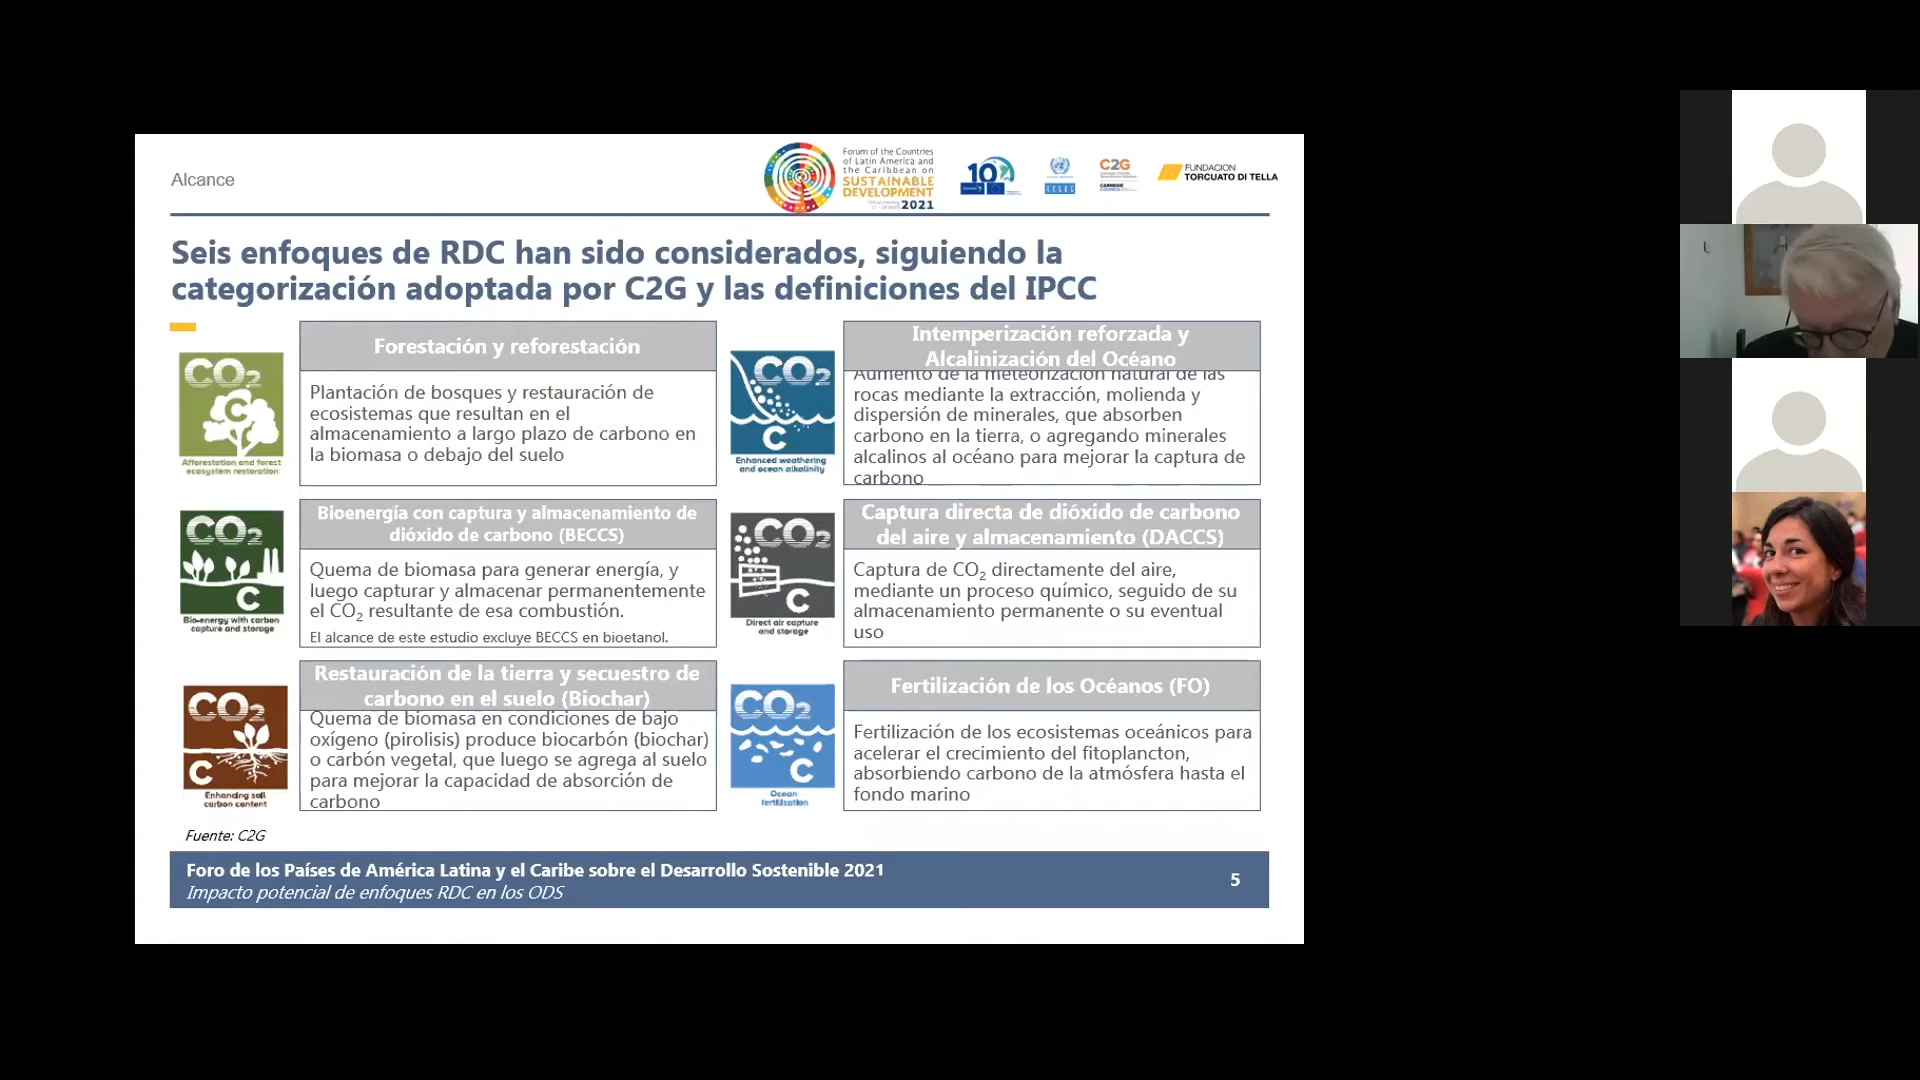 Alcance
Forum of the Countries
of Latin America and
the Caribbean on
SUSTAINABLE
DEVELOPMENT
2021
10
C2G
CARNEGIE
COUNCIL
FUNDACION
TORCUATO DI TELLA
Seis enfoques de RDC han sido considerados, siguiendo la
categorización adoptada por C2G y las definiciones del IPCC
CO2
C
Afforestation and forest
ecosystem restoration
Forestación y reforestación
Plantación de bosques y restauración de
ecosistemas que resultan en el
almacenamiento a largo plazo de carbono en
la biomasa o debajo del suelo
CO2
C
Enhanced weathering
and ocean alkalinity
Intemperización reforzada y
Alcalinización del Océano
Aumento de la meteorización natural de las
rocas mediante la extracción, molienda y
dispersión de minerales, que absorben
carbono en la tierra, o agregando minerales
alcalinos al océano para mejorar la captura de
carbono
CO2
C
Bio-energy with carbon
capture and storage
Bioenergía con captura y almacenamiento de
dióxido de carbono (BECCS)
Quema de biomasa para generar energía, y
luego capturar y almacenar permanentemente
el CO2 resultante de esa combustión.
El alcance de este estudio excluye BECCS en bioetanol.
CO2
C
Direct air capture
and storage
Captura directa de dióxido de carbono
del aire y almacenamiento (DACCS)
Captura de CO2 directamente del aire,
mediante un proceso químico, seguido de su
almacenamiento permanente o su eventual
uso
CO2
C
Enhancing soil
carbon content
Restauración de la tierra y secuestro de
carbono en el suelo (Biochar)
Quema de biomasa en condiciones de bajo
oxígeno (pirolisis) produce biocarbón (biochar)
o carbón vegetal, que luego se agrega al suelo
para mejorar la capacidad de absorción de
carbono
CO2
C
Ocean
fertilisation
Fertilización de los Océanos (FO)
Fertilización de los ecosistemas oceánicos para
acelerar el crecimiento del fitoplancton,
absorbiendo carbono de la atmósfera hasta el
fondo marino
Fuente: C2G
Foro de los Países de América Latina y el Caribe sobre el Desarrollo Sostenible 2021
Impacto potencial de enfoques RDC en los ODS
5